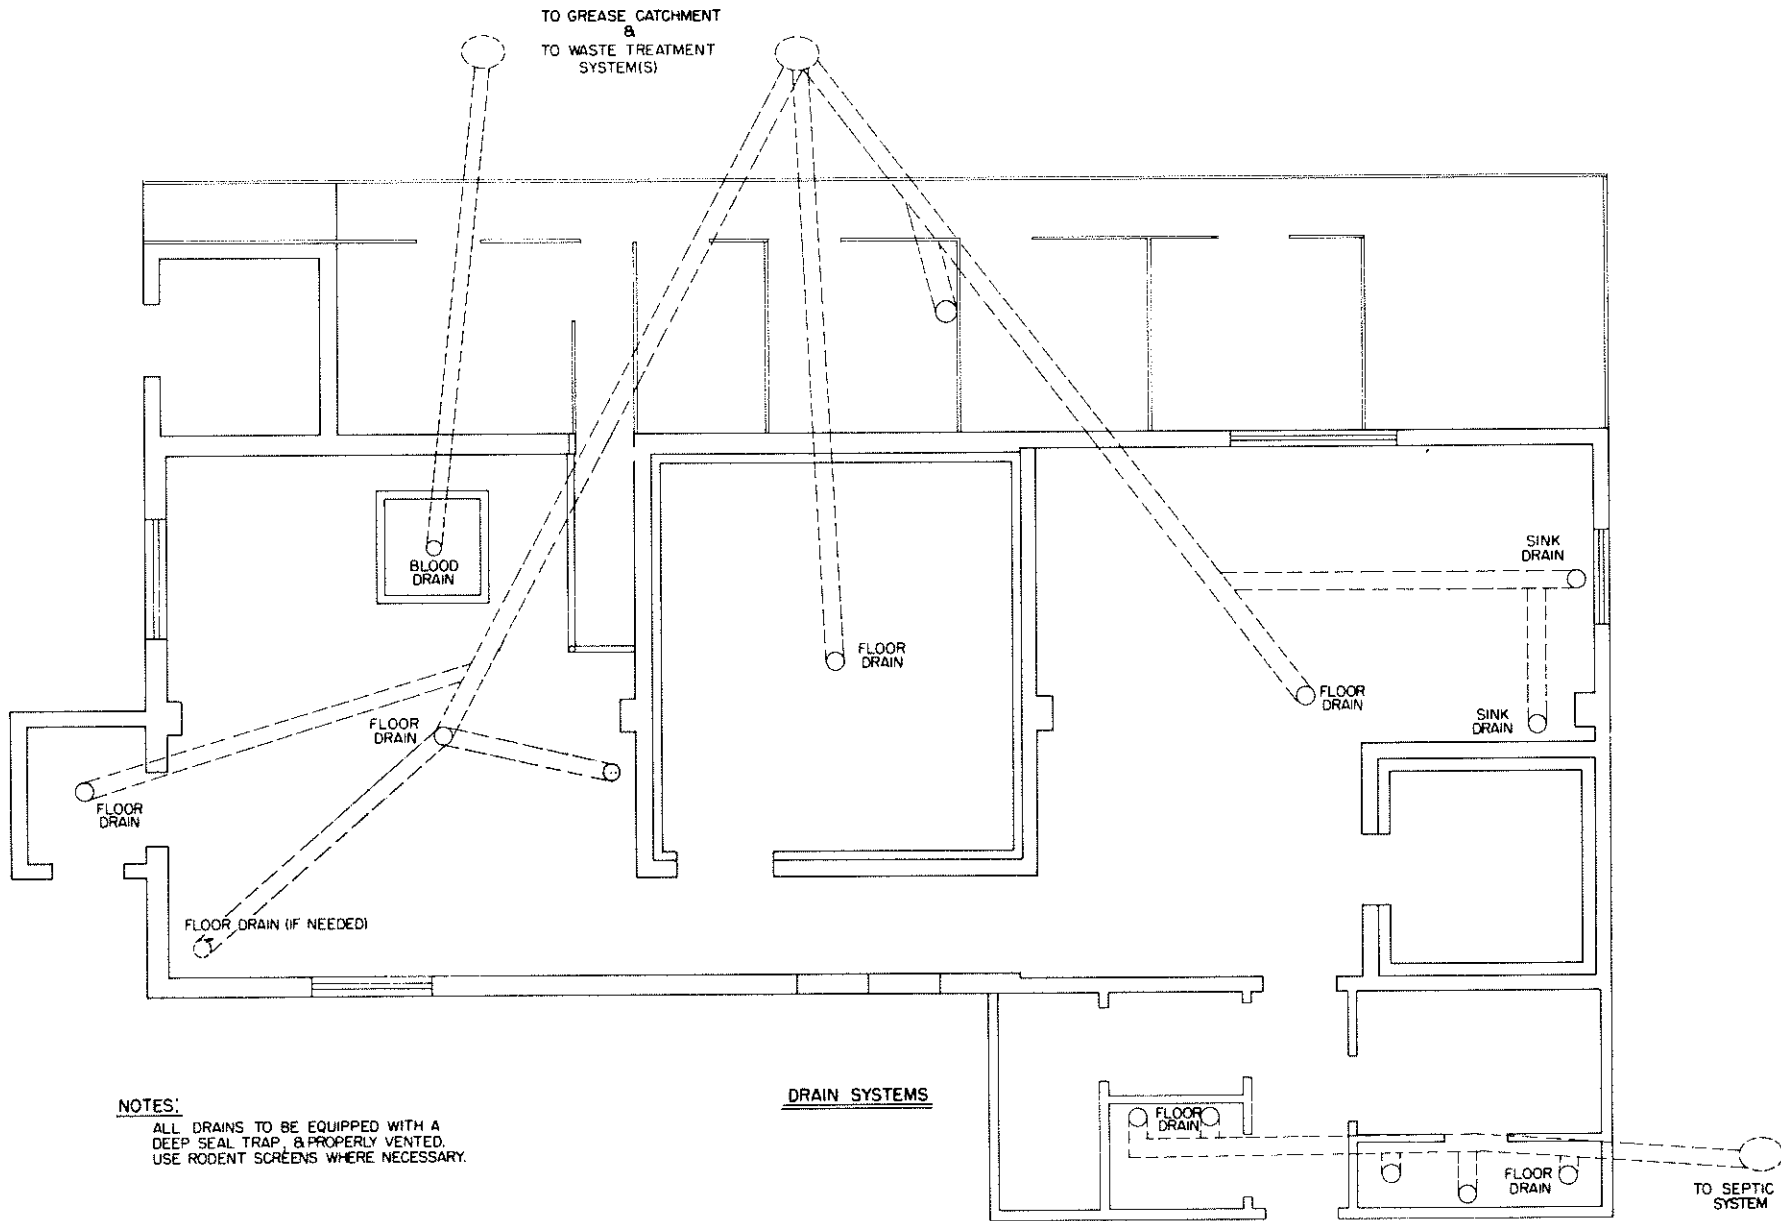 TO GREASE CATCHMENT
&
TO WASTE TREATMENT
SYSTEM(S)
BLOOD
DRAIN
SINK
DRAIN
FLOOR
DRAIN
FLOOR
DRAIN
FLOOR
DRAIN
SINK
DRAIN
FLOOR
DRAIN
FLOOR DRAIN (IF NEEDED)
DRAIN SYSTEMS
NOTES:
ALL DRAINS TO BE EQUIPPED WITH A
DEEP SEAL TRAP, & PROPERLY VENTED.
USE RODENT SCREENS WHERE NECESSARY.
FLOOR
DRAIN
FLOOR
DRAIN
TO SEPTIC
SYSTEM